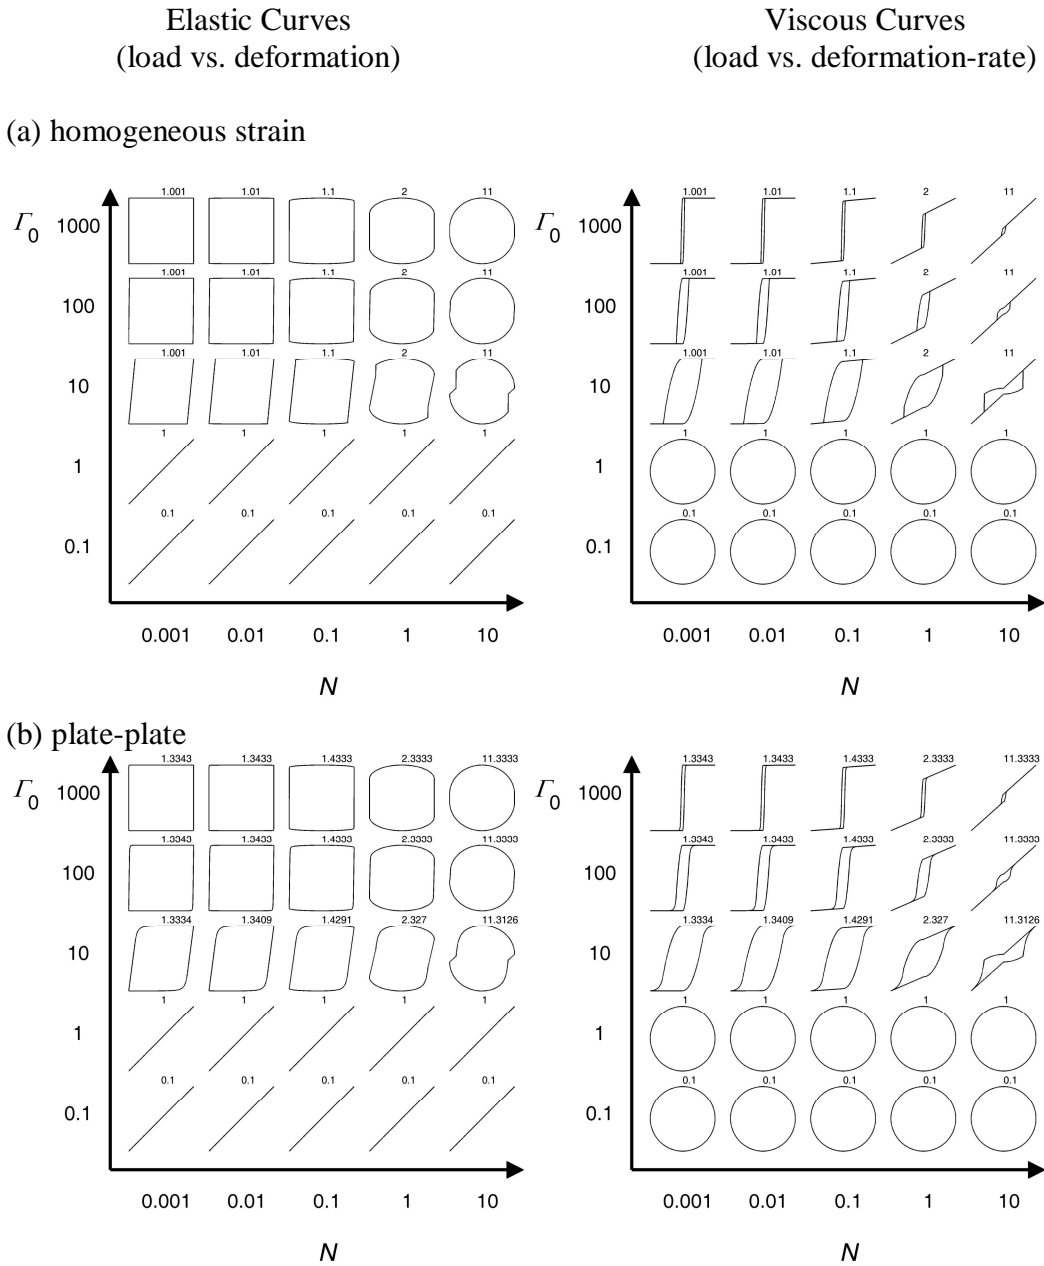 Elastic Curves Viscous Curves
(load vs. deformation) (load vs. deformation-rate)
(a) homogeneous strain
1.001 1.01 1.1 2 11 1.001 1.01 1.1 2 11
Γ0 1000 Γ0 1000
1.001 1.01 1.1 2 11 1.001 1.01 1.1 2 11
100 100
1.001 1.01 1.1 2 11 1.001 1.01 1.1 2 11
10 10
1 1 1 1 1 1 1 1 1 1
1 1
0.1 0.1 0.1 0.1 0.1 0.1 0.1 0.1 0.1 0.1
0.1 0.1
0.001 0.01 0.1 1 10 0.001 0.01 0.1 1 10
N N
(b) plate-plate
1.3343 1.3433 1.4333 2.3333 11.3333 1.3343 1.3433 1.4333 2.3333 11.3333
Γ0 1000 Γ0 1000
1.3343 1.3433 1.4333 2.3333 11.3333 1.3343 1.3433 1.4333 2.3333 11.3333
100 100
1.3334 1.3409 1.4291 2.327 11.3126 1.3334 1.3409 1.4291 2.327 11.3126
10 10
1 1 1 1 1 1 1 1 1 1
1 1
0.1 0.1 0.1 0.1 0.1 0.1 0.1 0.1 0.1 0.1
0.1 0.1
0.001 0.01 0.1 1 10 0.001 0.01 0.1 1 10
N N